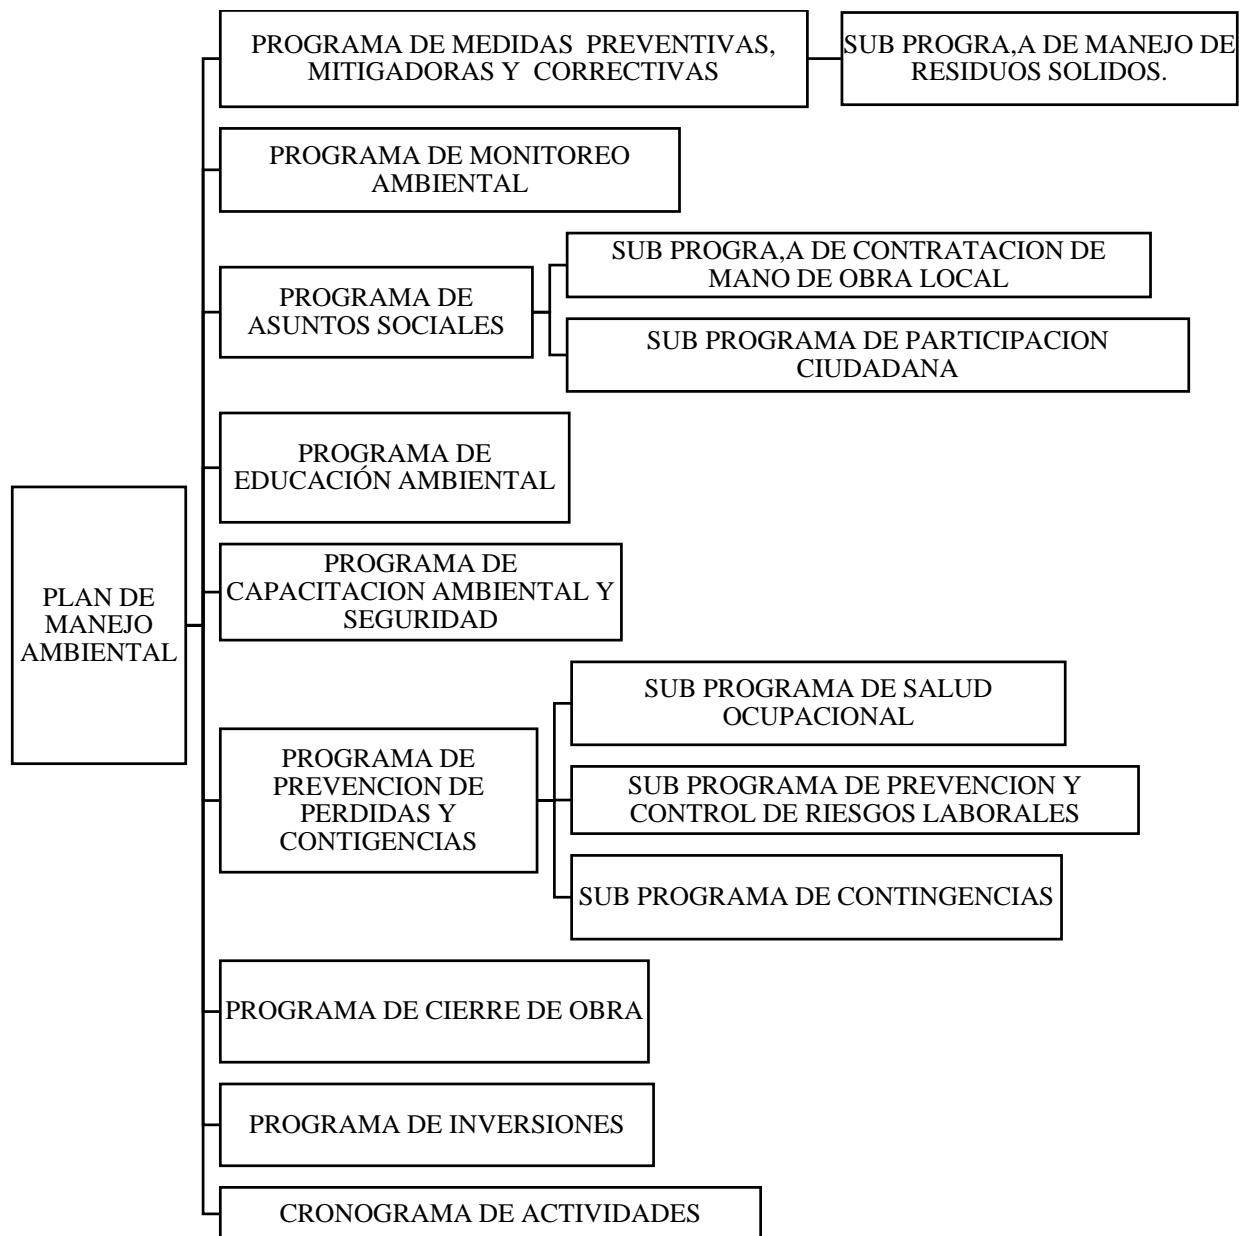 PROGRAMA DE MEDIDAS PREVENTIVAS,
MITIGADORAS Y CORRECTIVAS
SUB PROGRA,A DE MANEJO DE
RESIDUOS SOLIDOS.
PROGRAMA DE MONITOREO
AMBIENTAL
PROGRAMA DE
ASUNTOS SOCIALES
SUB PROGRA,A DE CONTRATACION DE
MANO DE OBRA LOCAL
SUB PROGRAMA DE PARTICIPACION
CIUDADANA
PROGRAMA DE
EDUCACIÓN AMBIENTAL
PLAN DE
MANEJO
AMBIENTAL
PROGRAMA DE
CAPACITACION AMBIENTAL Y
SEGURIDAD
PROGRAMA DE
PREVENCION DE
PERDIDAS Y
CONTIGENCIAS
SUB PROGRAMA DE SALUD
OCUPACIONAL
SUB PROGRAMA DE PREVENCION Y
CONTROL DE RIESGOS LABORALES
SUB PROGRAMA DE CONTINGENCIAS
PROGRAMA DE CIERRE DE OBRA
PROGRAMA DE INVERSIONES
CRONOGRAMA DE ACTIVIDADES